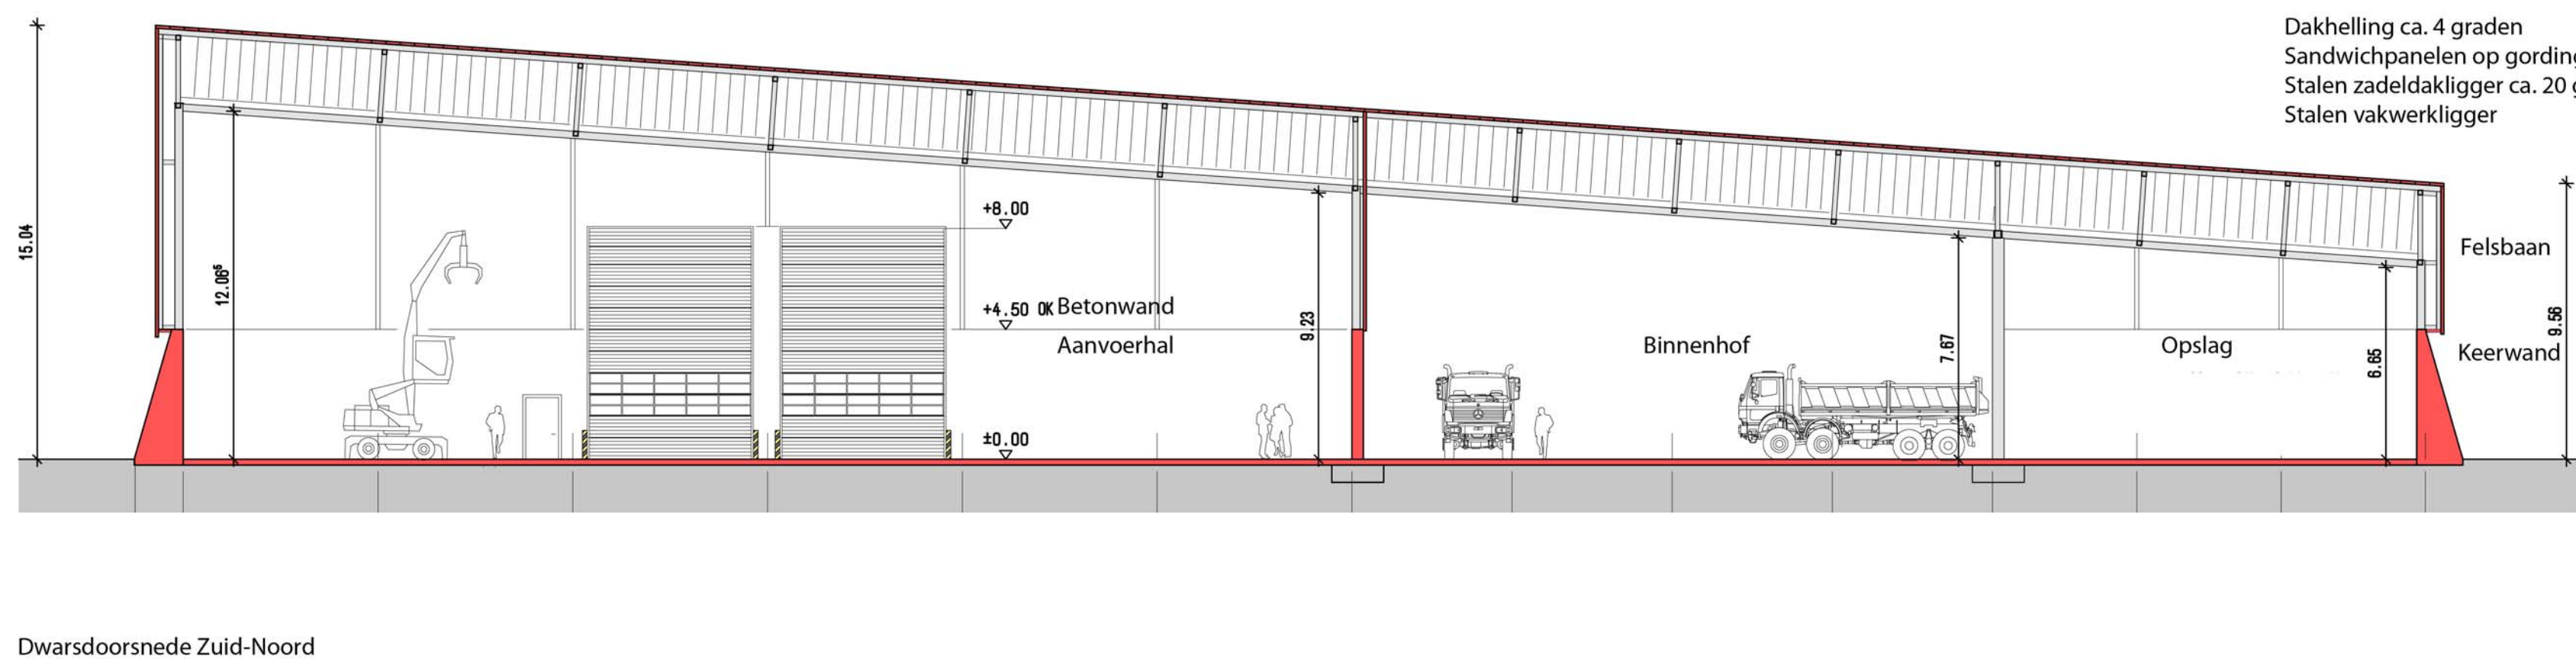 Dakhelling ca. 4 graden
Sandwichpanelen op gording
Stalen zadeldakligger ca. 20 g
Stalen vakwerkligger
15.04
12.06⁵
+8.00
+4.50 OK Betonwand
Aanvoerhal
±0.00
9.23
Binnenhof
7.67
Opslag
6.65
Felsbaan
Keerwand
9.56
Dwarsdoorsnede Zuid-Noord